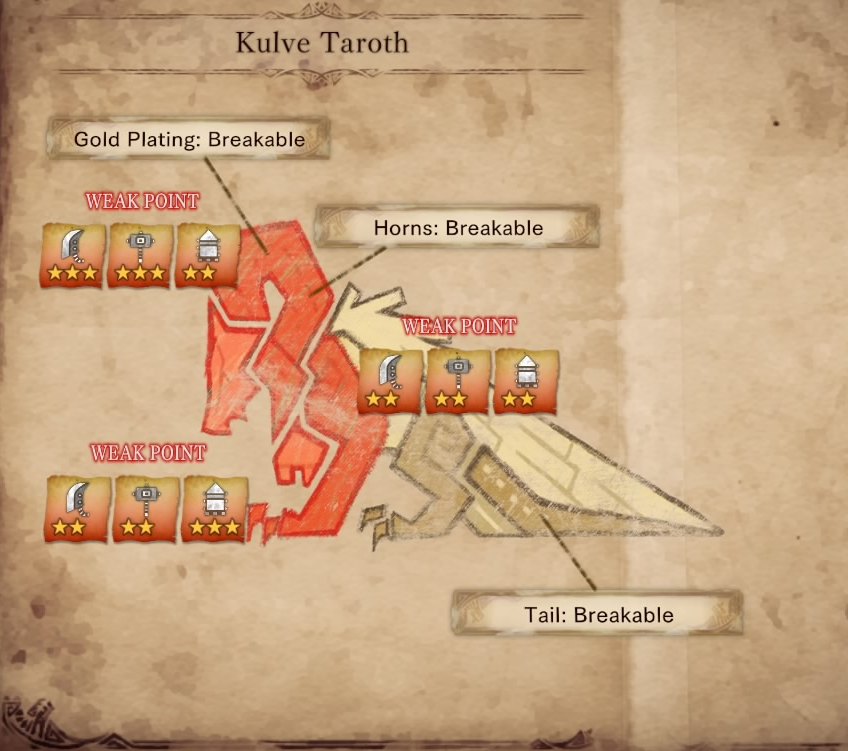 Kulve Taroth
Gold Plating: Breakable
WEAK POINT
Horns: Breakable
WEAK POINT
WEAK POINT
Tail: Breakable